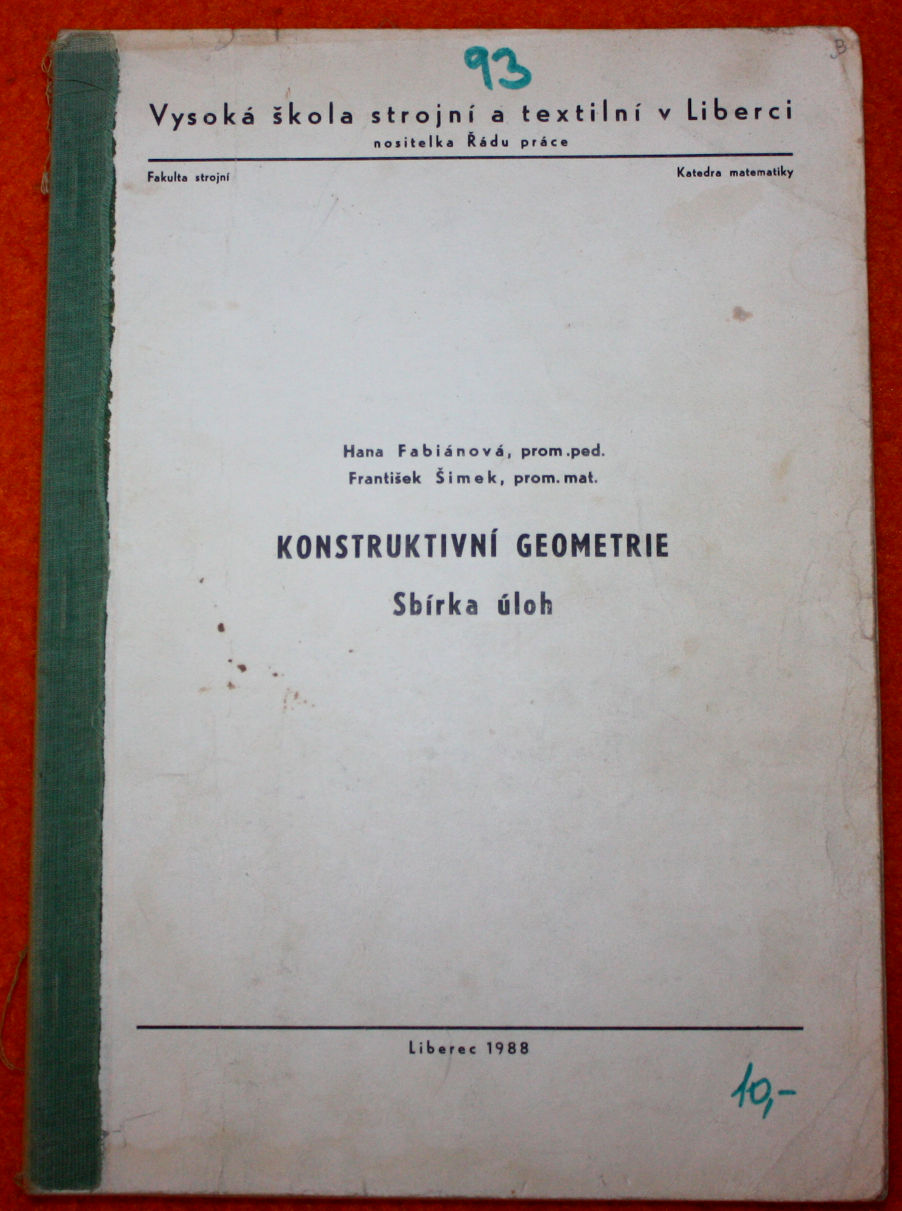 93
B
Vysoká škola strojní a textilní v Liberci
nositelka Řádu práce
Fakulta strojní
Katedra matematiky
Hana Fabiánová, prom.ped.
František Šimek, prom.mat.
KONSTRUKTIVNÍ GEOMETRIE
Sbírka úloh
Liberec 1988
10,-